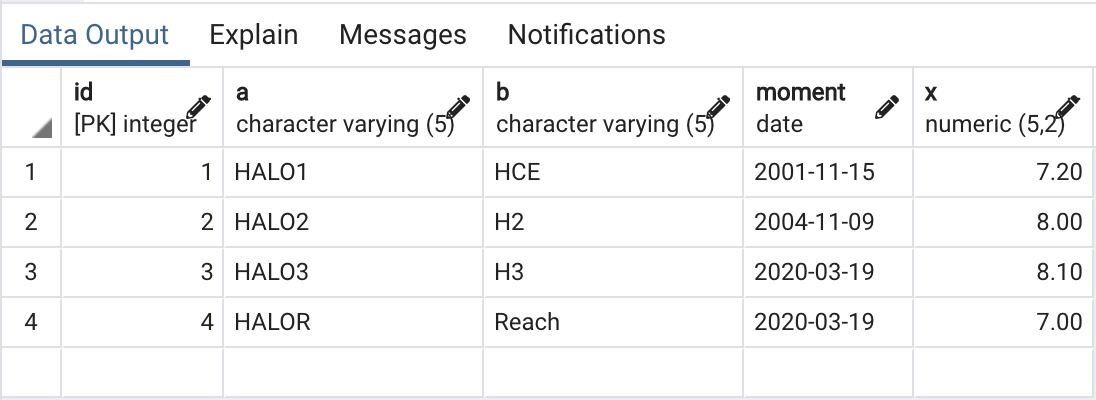 Data Output Explain Messages Notifications
id a b moment x
[PK] integer character varying (5) character varying (5) date numeric (5,2)
1 1 HALO1 HCE 2001-11-15 7.20
2 2 HALO2 H2 2004-11-09 8.00
3 3 HALO3 H3 2020-03-19 8.10
4 4 HALOR Reach 2020-03-19 7.00